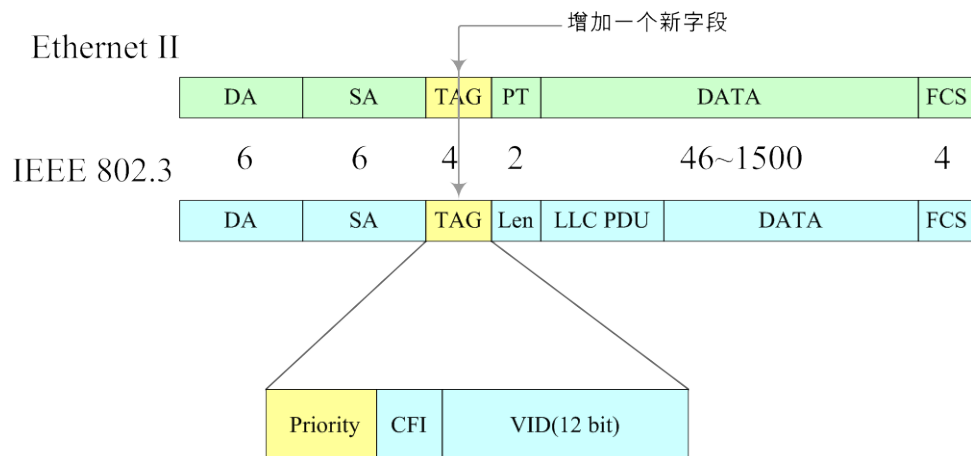 增加一个新字段
Ethernet II
DA SA TAG PT DATA FCS
IEEE 802.3
6 6 4 2 46~1500 4
DA SA TAG Len LLC PDU DATA FCS
Priority CFI VID(12 bit)